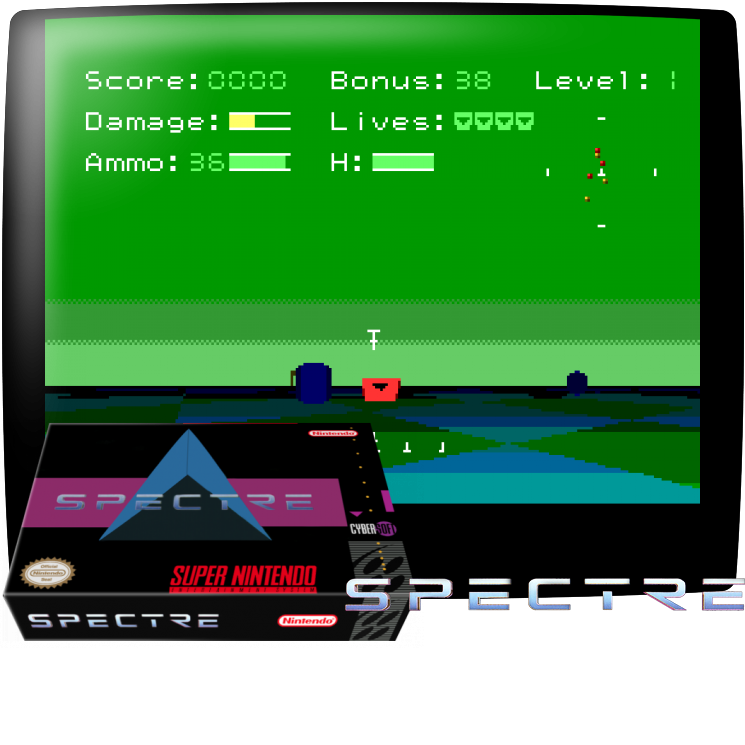 Score: 0000 Bonus: 38 Level: 1
Damage: Lives:
Ammo: 36 H:
Nintendo
SPECTRE
CYBERSOFT
Official
Nintendo
Seal
SUPER NINTENDO
SPECTRE
Nintendo
SPECTRE